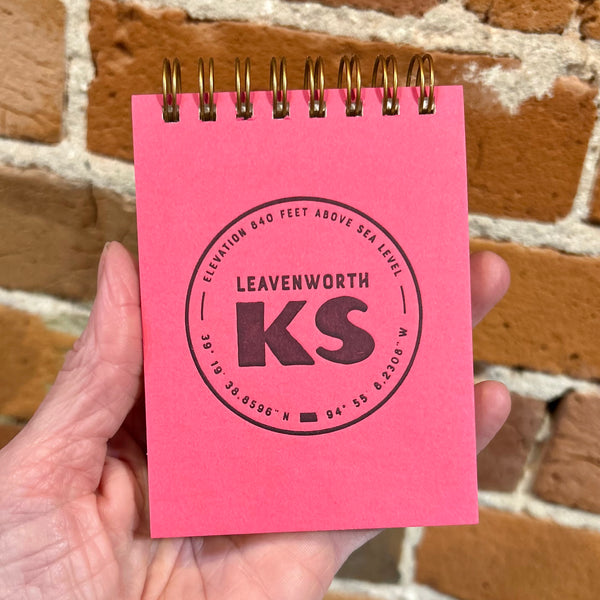 ELEVATION 840 FEET ABOVE SEA LEVEL
LEAVENWORTH
KS
39° 19' 38.8596" N
94° 55' 8.2308" W